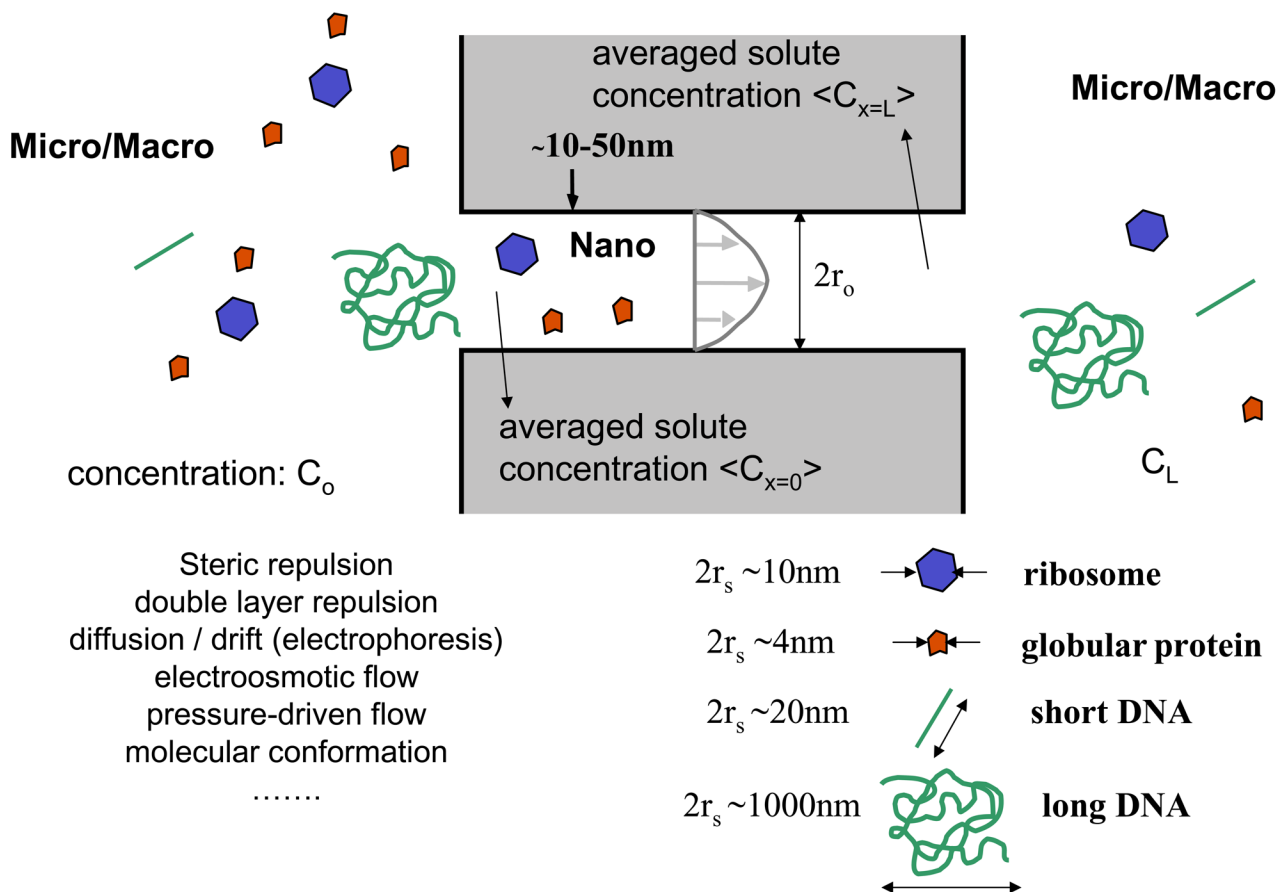 averaged solute
concentration <C_x=L>
Micro/Macro
Micro/Macro
~10-50nm
Nano
2r_o
averaged solute
concentration <C_x=0>
concentration: C_o
C_L
Steric repulsion
double layer repulsion
diffusion / drift (electrophoresis)
electroosmotic flow
pressure-driven flow
molecular conformation
.......
2r_s ~10nm
ribosome
2r_s ~4nm
globular protein
2r_s ~20nm
short DNA
2r_s ~1000nm
long DNA